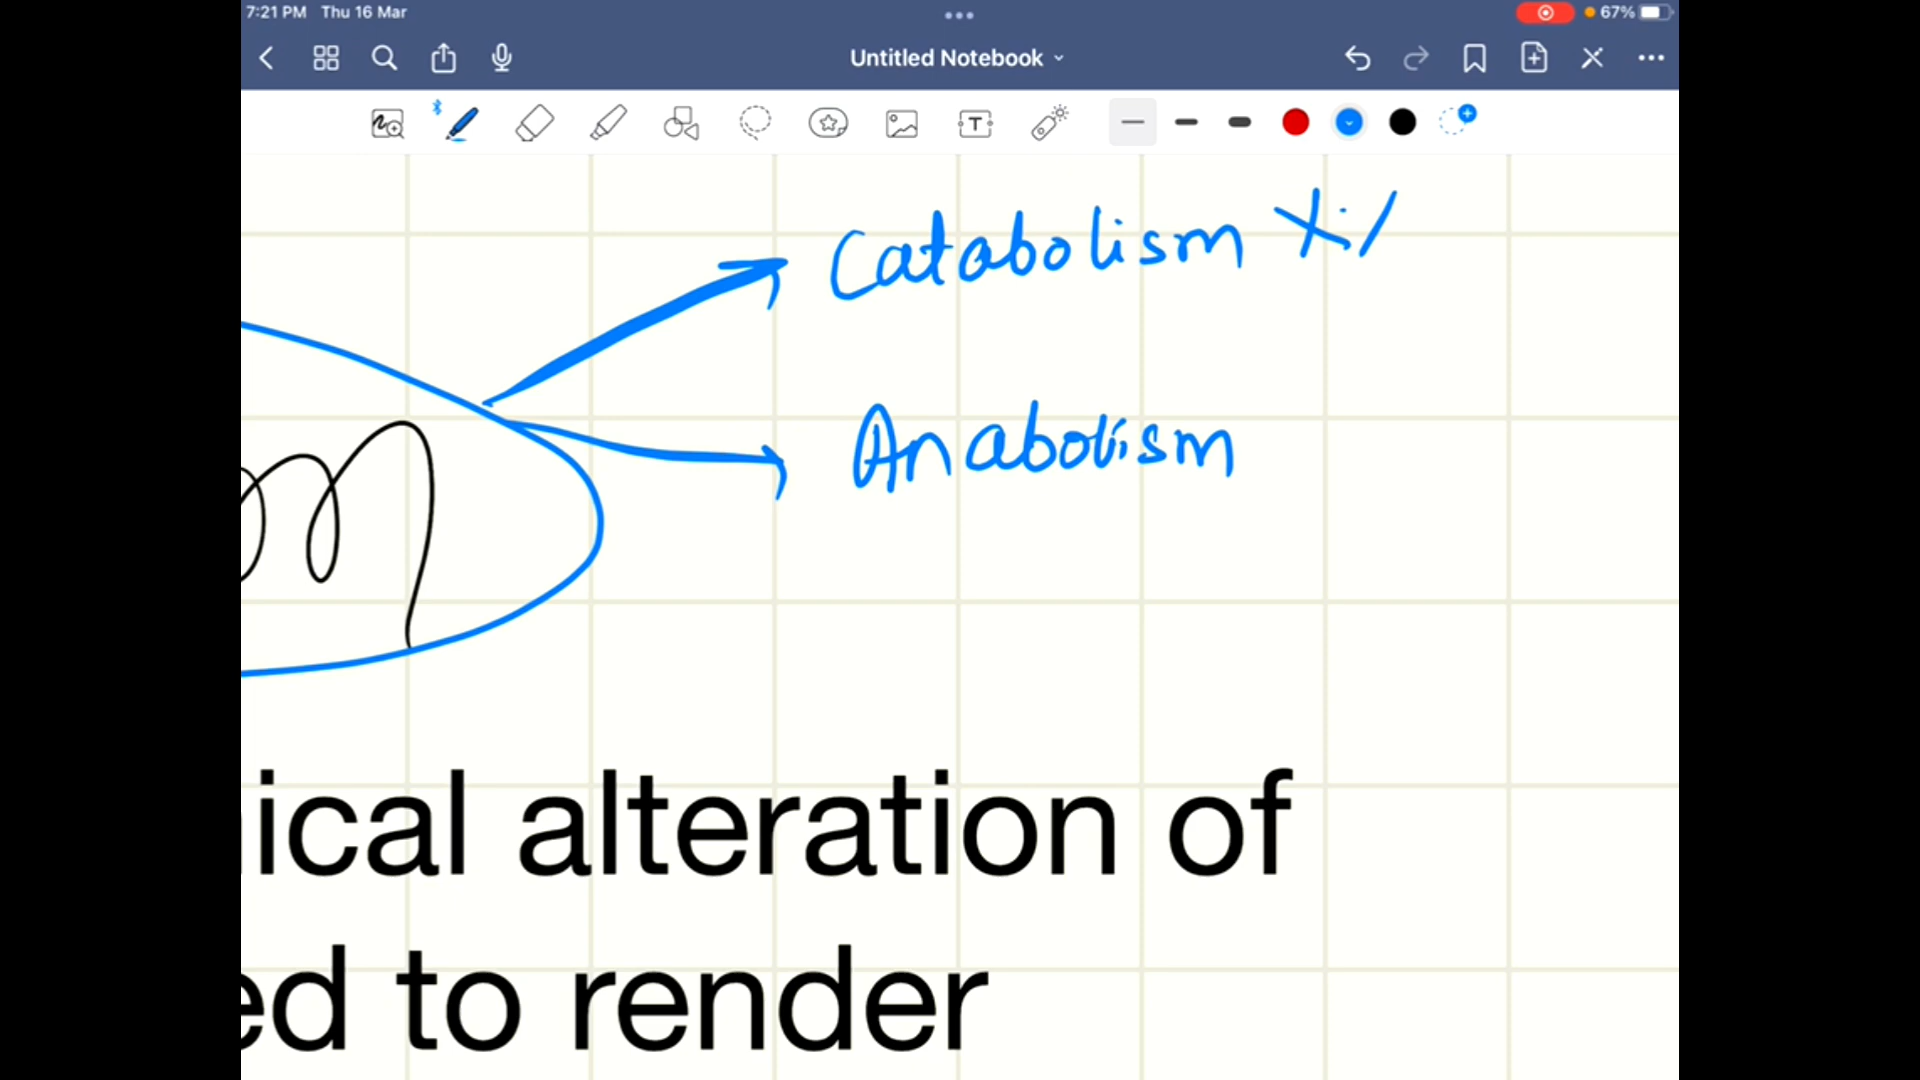 7:21 PM Thu 16 Mar
67%
Untitled Notebook
T
Catabolism
Anabolism
ical alteration of
ed to render